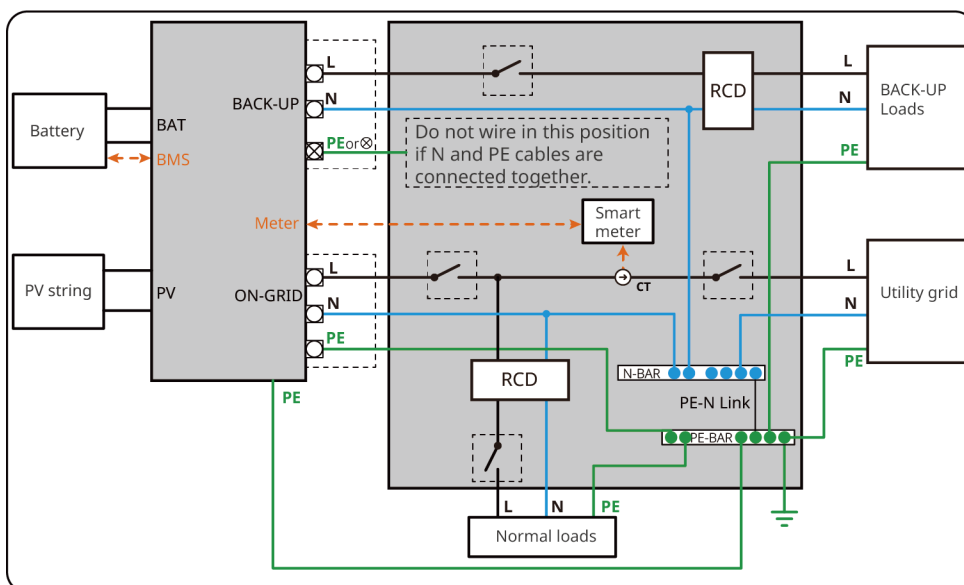 L
N
PEor⊗
BACK-UP
RCD
L
N
PE
BACK-UP
Loads
Battery
BAT
BMS
Do not wire in this position
if N and PE cables are
connected together.
Meter
Smart
meter
PV string
PV
L
ON-GRID
N
PE
CT
L
N
PE
Utility grid
RCD
N-BAR
PE-N Link
PE-BAR
PE
L
N
PE
Normal loads